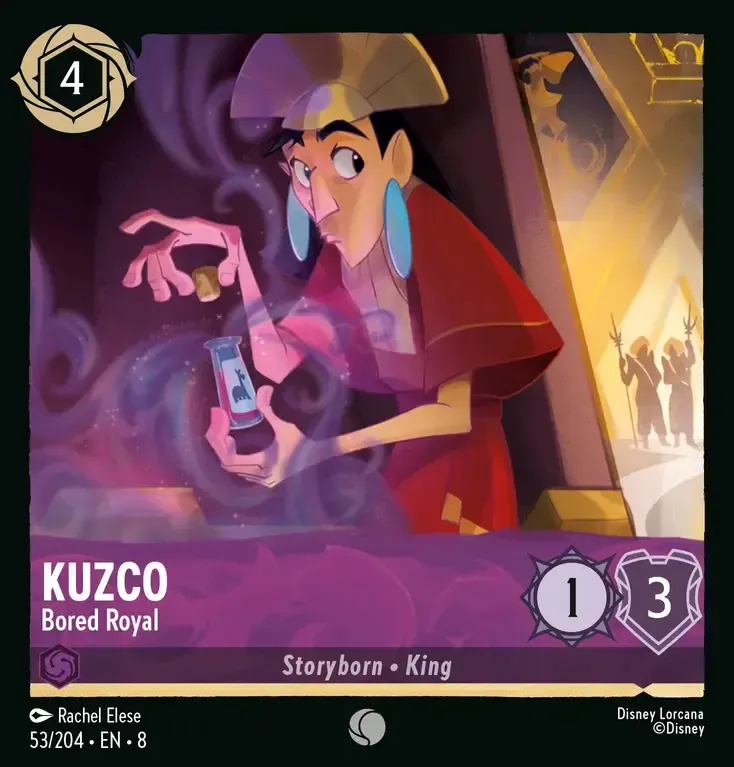 4
KUZCO
Bored Royal
1
3
Storyborn • King
Rachel Elese
53/204 • EN • 8
Disney Lorcana
©Disney